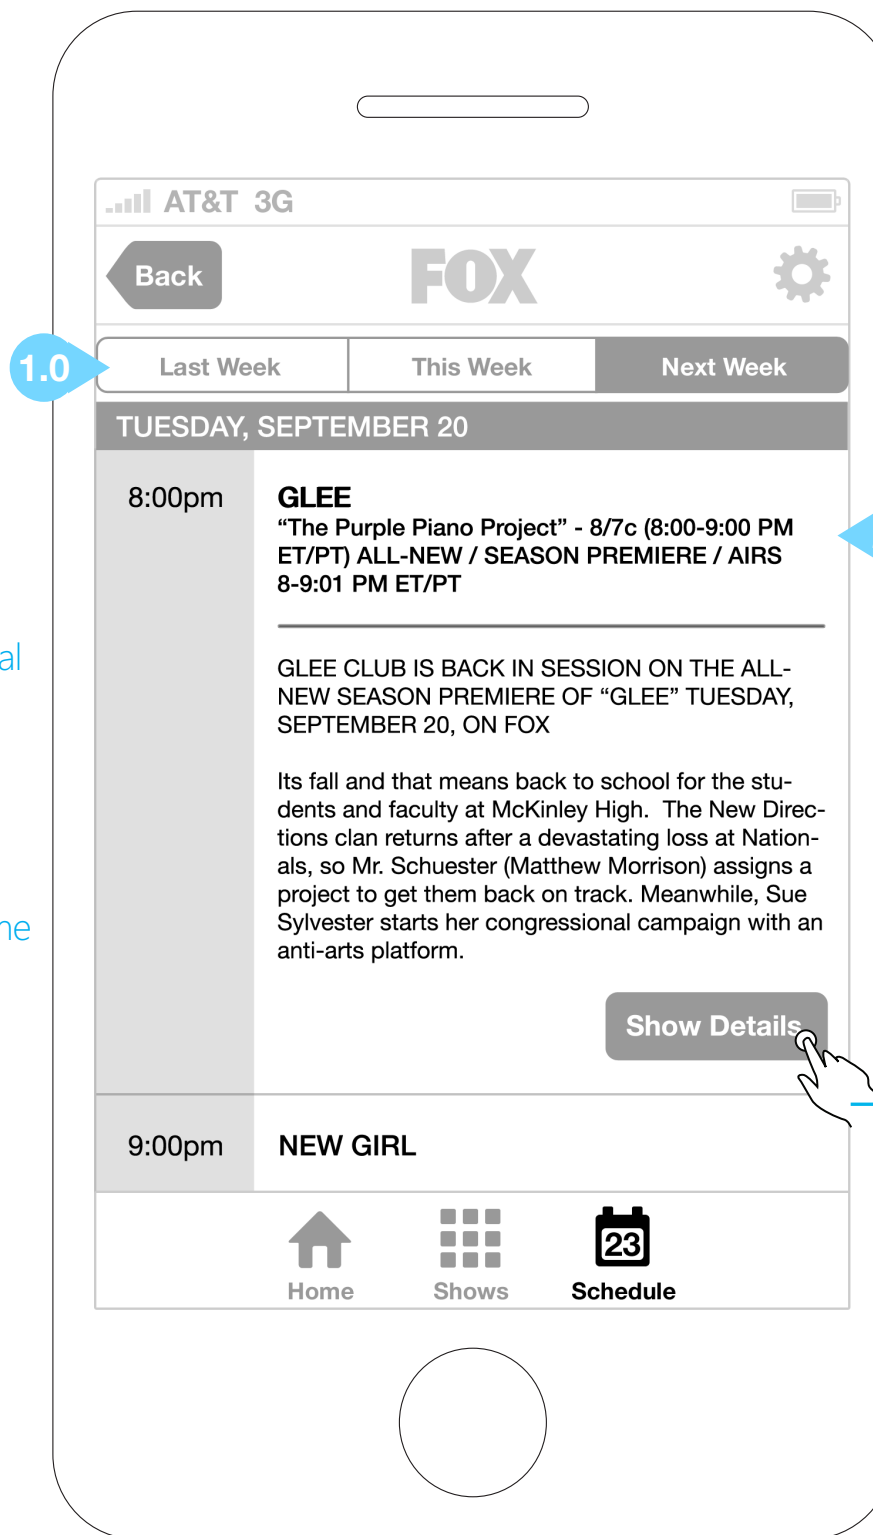 AT&T 3G
Back
FOX
1.0
Last Week
This Week
Next Week
TUESDAY, SEPTEMBER 20
8:00pm
GLEE
“The Purple Piano Project” - 8/7c (8:00-9:00 PM
ET/PT) ALL-NEW / SEASON PREMIERE / AIRS
8-9:01 PM ET/PT
GLEE CLUB IS BACK IN SESSION ON THE ALL-
NEW SEASON PREMIERE OF “GLEE” TUESDAY,
SEPTEMBER 20, ON FOX
Its fall and that means back to school for the stu-
dents and faculty at McKinley High.  The New Direc-
tions clan returns after a devastating loss at Nation-
als, so Mr. Schuester (Matthew Morrison) assigns a
project to get them back on track. Meanwhile, Sue
Sylvester starts her congressional campaign with an
anti-arts platform.
Show Details
9:00pm
NEW GIRL
23
Home
Shows
Schedule